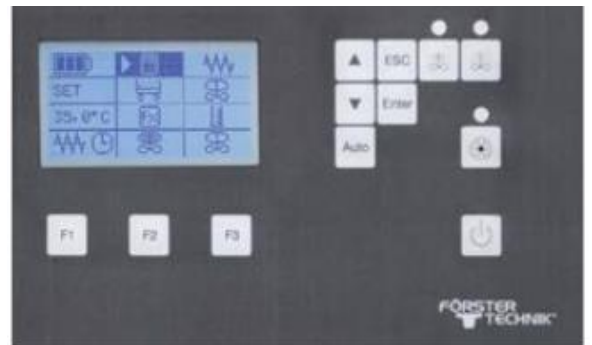 ESC
SET
Enter
35.0°C
Auto
F1 F2 F3
FÖRSTER
TECHNIK